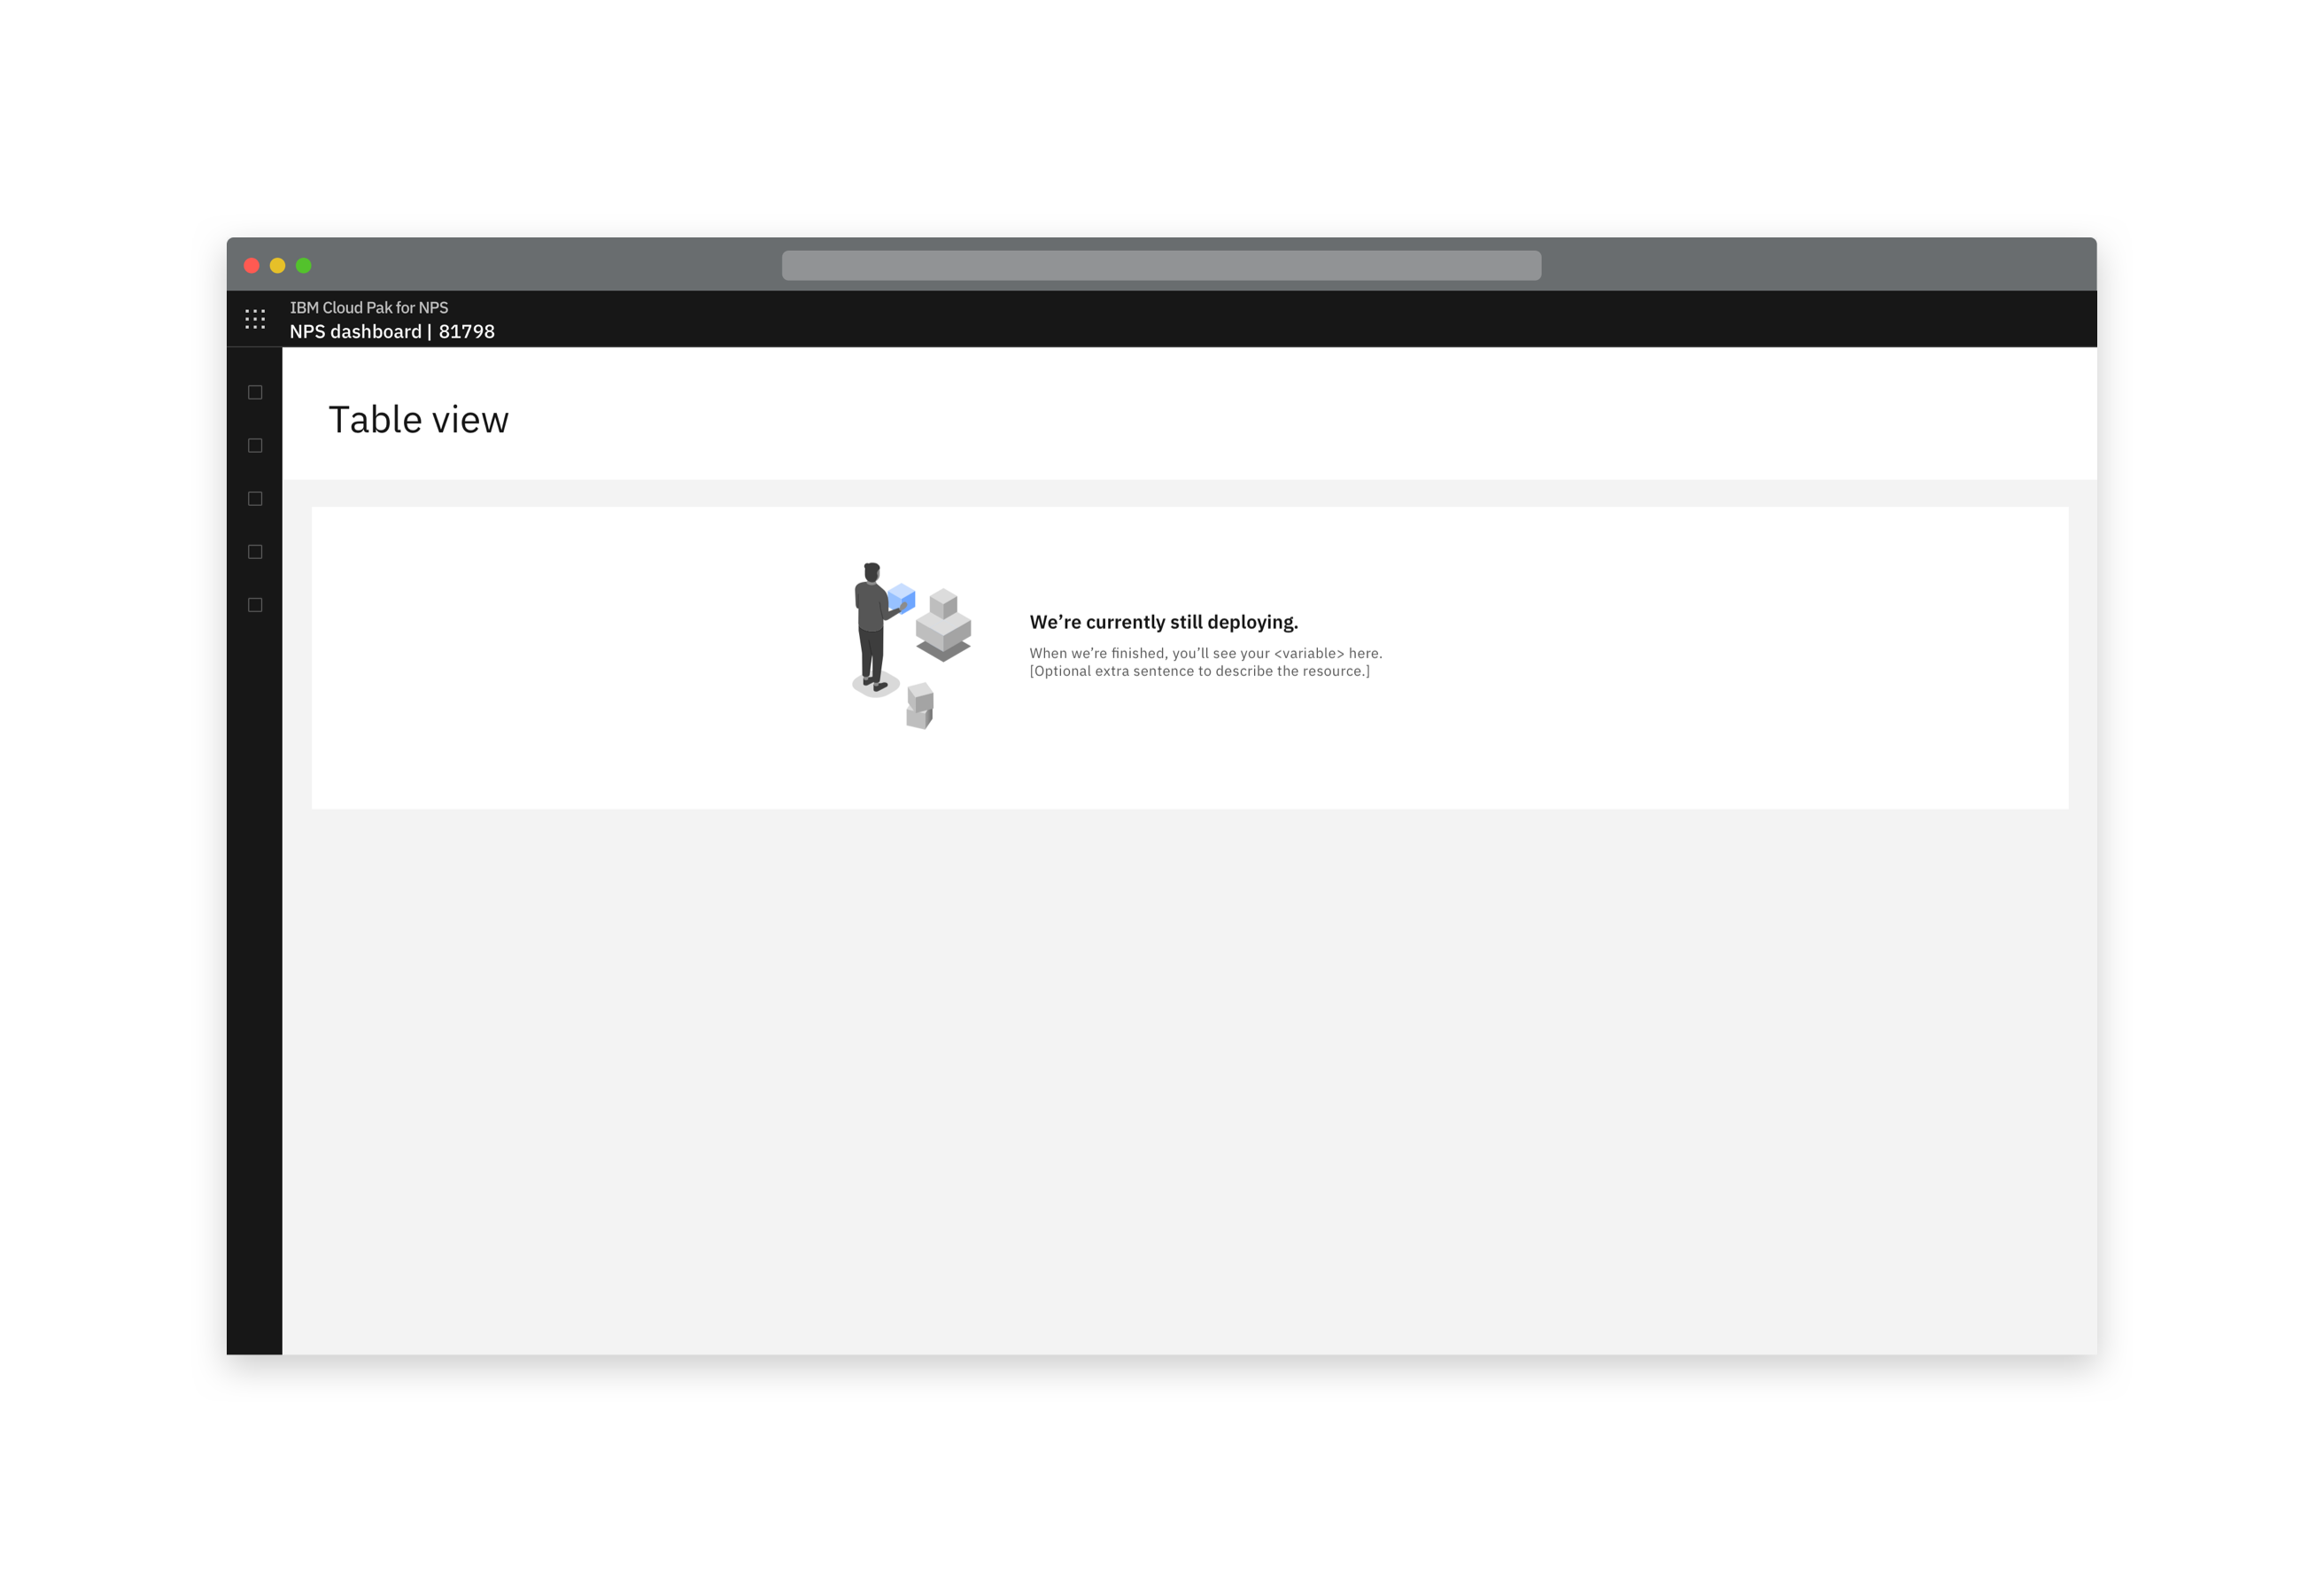 IBM Cloud Pak for NPS
NPS dashboard | 81798
Table view
We’re currently still deploying.
When we’re finished, you’ll see your <variable> here.
[Optional extra sentence to describe the resource.]